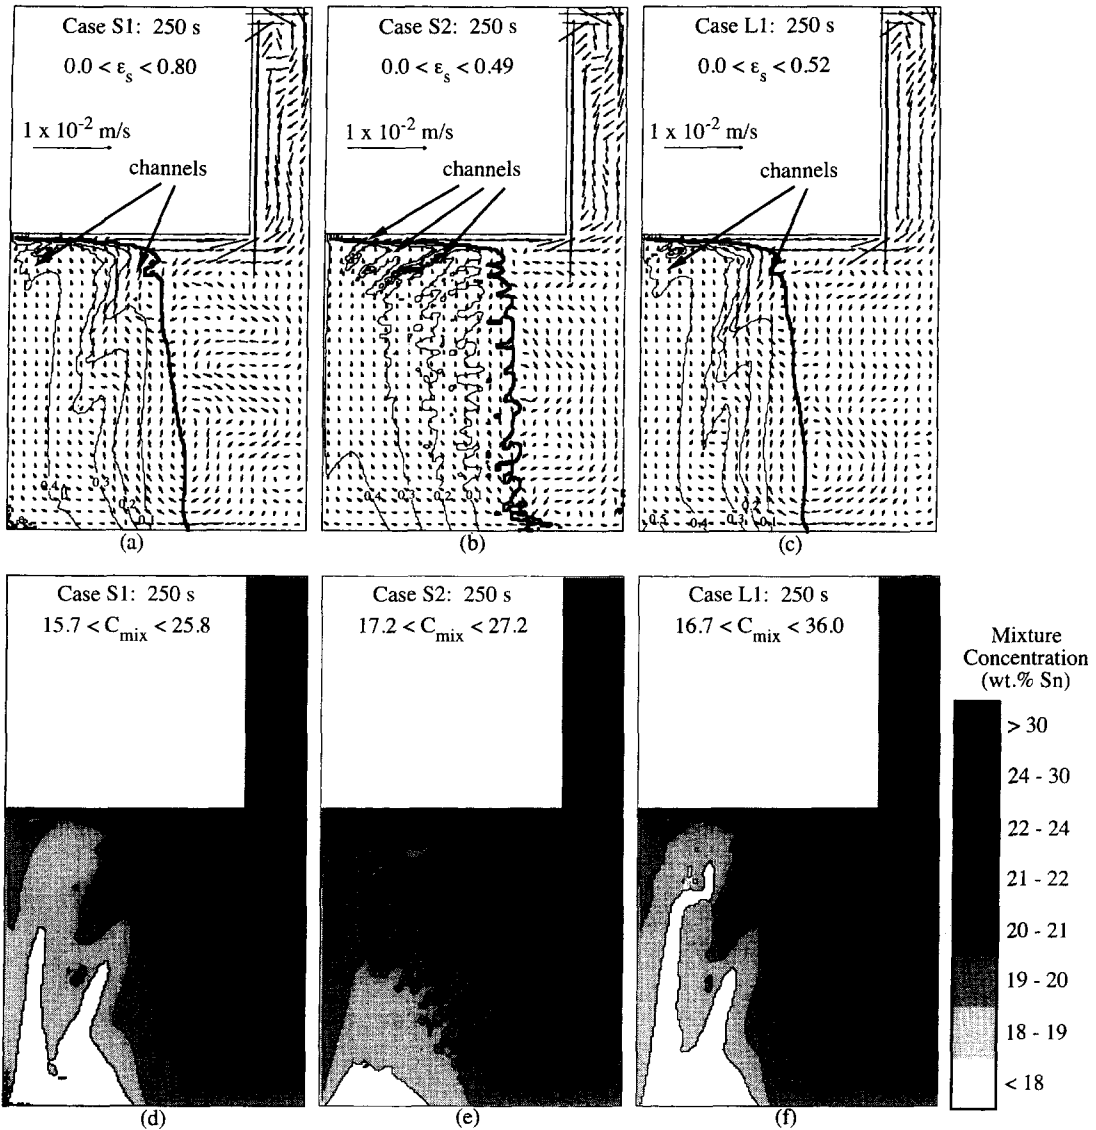 Case S1: 250 s
0.0 < ε_s < 0.80
1 x 10⁻² m/s
channels
0.4
0.3
0.2
0.1
(a)
Case S2: 250 s
0.0 < ε_s < 0.49
1 x 10⁻² m/s
channels
0.4
0.3
0.2
0.1
(b)
Case L1: 250 s
0.0 < ε_s < 0.52
1 x 10⁻² m/s
channels
0.5
0.4
0.3
0.2
0.1
(c)
Case S1: 250 s
15.7 < C_mix < 25.8
(d)
Case S2: 250 s
17.2 < C_mix < 27.2
(e)
Case L1: 250 s
16.7 < C_mix < 36.0
(f)
Mixture
Concentration
(wt.% Sn)
> 30
24 - 30
22 - 24
21 - 22
20 - 21
19 - 20
18 - 19
< 18